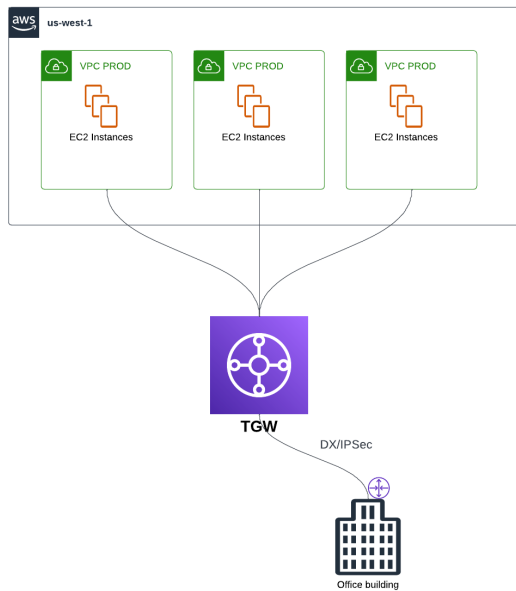 aws
us-west-1
VPC PROD
VPC PROD
VPC PROD
EC2 Instances
EC2 Instances
EC2 Instances
TGW
DX/IPSec
Office building